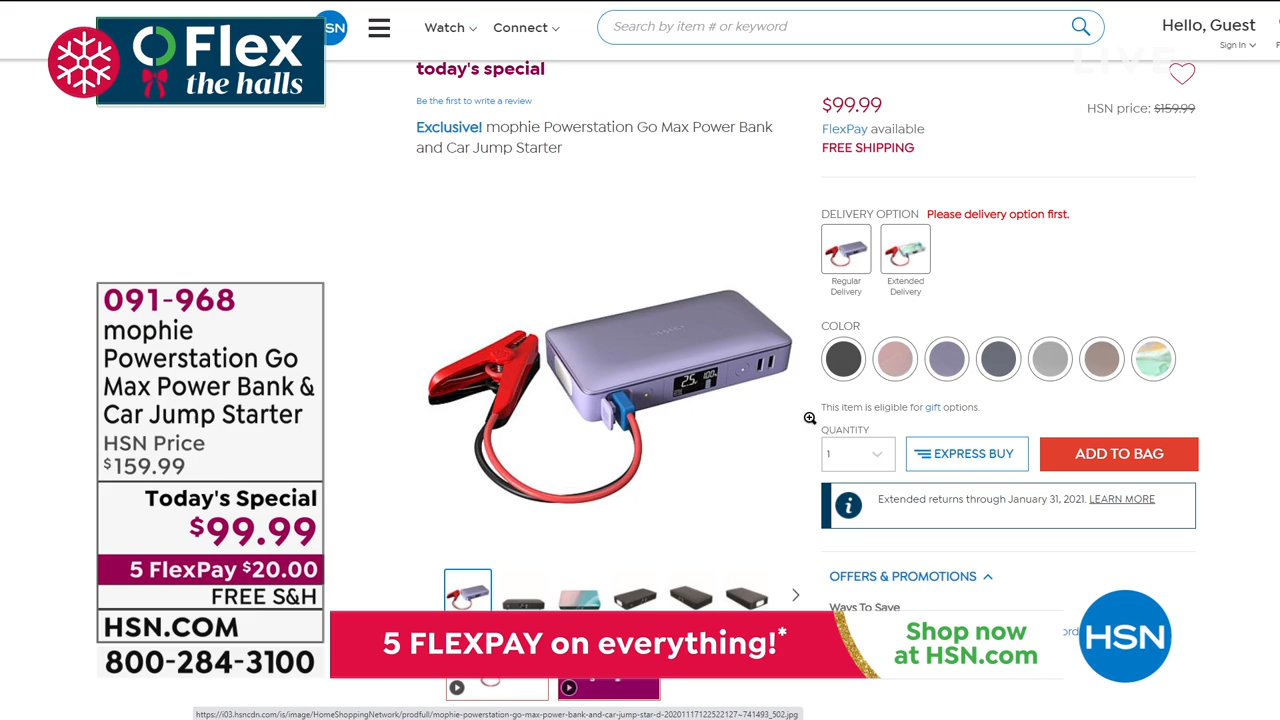 Flex
the halls
HSN
Watch
Connect
Search by item # or keyword
Hello, Guest
Sign In
LIVE
today's special
Be the first to write a review
Exclusive! mophie Powerstation Go Max Power Bank
and Car Jump Starter
$99.99
HSN price: $159.99
FlexPay available
FREE SHIPPING
DELIVERY OPTION Please delivery option first.
Regular
Delivery
Extended
Delivery
COLOR
This item is eligible for gift options.
QUANTITY
1
EXPRESS BUY
ADD TO BAG
Extended returns through January 31, 2021. LEARN MORE
OFFERS & PROMOTIONS
Ways To Save
091-968
mophie
Powerstation Go
Max Power Bank &
Car Jump Starter
HSN Price
$159.99
Today's Special
$99.99
5 FlexPay $20.00
FREE S&H
HSN.COM
800-284-3100
2.5
100%
5 FLEXPAY on everything!*
Shop now
at HSN.com
HSN
https://i03.hsncdn.com/is/image/HomeShoppingNetwork/prodfull/mophie-powerstation-go-max-power-bank-and-car-jump-star-d-20201117122522127~741493_502.jpg